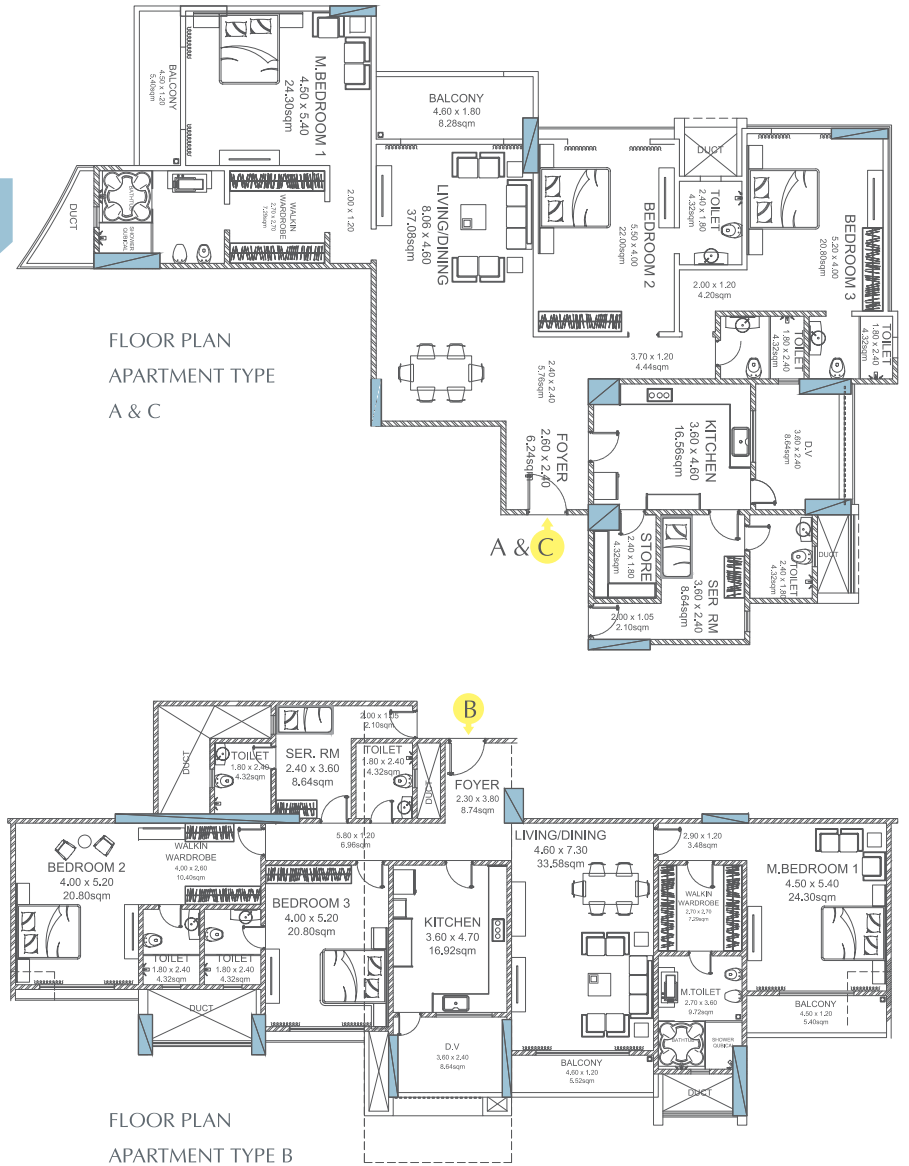 BALCONY
4.50 x 1.20
5.40sqm
M.BEDROOM 1
4.50 x 5.40
24.30sqm
BALCONY
4.60 x 1.80
8.28sqm
DUCT
DUCT
BATHTUB
SHOWER
CUBICAL
WALKIN
WARDROBE
2.70 x 2.70
7.29sqm
2.00 x 1.20
LIVING/DINING
8.06 x 4.60
37.08sqm
BEDROOM 2
5.50 x 4.00
22.00sqm
TOILET
2.40 x 1.80
4.32sqm
BEDROOM 3
5.20 x 4.00
20.80sqm
2.00 x 1.20
4.20sqm
FLOOR PLAN
APARTMENT TYPE
A & C
3.70 x 1.20
4.44sqm
TOILET
1.80 x 2.40
4.32sqm
TOILET
1.80 x 2.40
4.32sqm
2.40 x 2.40
5.76sqm
FOYER
2.60 x 2.40
6.24sqm
KITCHEN
3.60 x 4.60
16.56sqm
D.V
3.60 x 2.40
8.64sqm
A & C
STORE
2.40 x 1.80
4.32sqm
SER RM
3.60 x 2.40
8.64sqm
TOILET
2.40 x 1.80
4.32sqm
DUCT
2.00 x 1.05
2.10sqm
B
DUCT
TOILET
1.80 x 2.40
4.32sqm
SER. RM
2.40 x 3.60
8.64sqm
2.00 x 1.05
2.10sqm
TOILET
1.80 x 2.40
4.32sqm
DUCT
FOYER
2.30 x 3.80
8.74sqm
5.80 x 1.20
6.96sqm
BEDROOM 2
4.00 x 5.20
20.80sqm
WALKIN
WARDROBE
4.00 x 2.60
10.40sqm
LIVING/DINING
4.60 x 7.30
33.58sqm
2.90 x 1.20
3.48sqm
M.BEDROOM 1
4.50 x 5.40
24.30sqm
BEDROOM 3
4.00 x 5.20
20.80sqm
KITCHEN
3.60 x 4.70
16.92sqm
WALKIN
WARDROBE
2.70 x 2.70
7.29sqm
TOILET
1.80 x 2.40
4.32sqm
TOILET
1.80 x 2.40
4.32sqm
M.TOILET
2.70 x 3.60
9.72sqm
BALCONY
4.50 x 1.20
5.40sqm
DUCT
D.V
3.60 x 2.40
8.64sqm
BALCONY
4.60 x 1.20
5.52sqm
BATHTUB
SHOWER
CUBICAL
DUCT
FLOOR PLAN
APARTMENT TYPE B